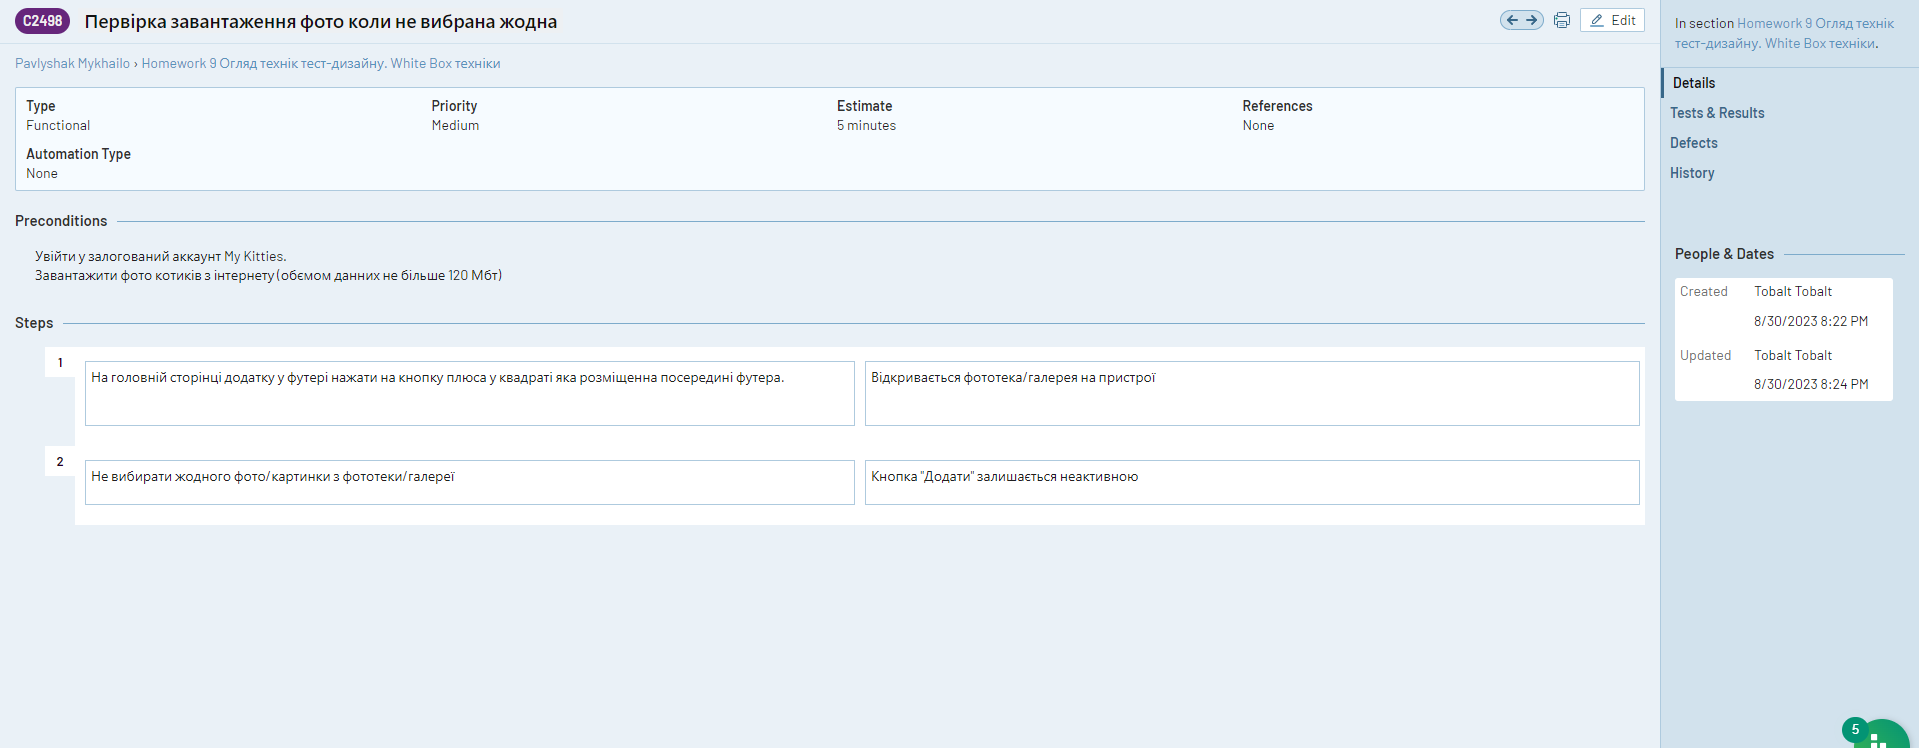 C2498 Первірка завантаження фото коли не вибрана жодна
Edit
Pavlyshak Mykhailo › Homework 9 Огляд технік тест-дизайну. White Box техніки
Type
Functional
Priority
Medium
Estimate
5 minutes
References
None
Automation Type
None
Preconditions
Увійти у залогований аккаунт My Kitties.
Завантажити фото котиків з інтернету(обємом данних не більше 120 Мбт)
Steps
1
На головній сторінці додатку у футері нажати на кнопку плюса у квадраті яка розміщенна посередині футера.
Відкривається фототека/галерея на пристрої
2
Не вибирати жодного фото/картинки з фототеки/галереї
Кнопка "Додати" залишається неактивною
In section Homework 9 Огляд технік
тест-дизайну. White Box техніки.
Details
Tests & Results
Defects
History
People & Dates
Created Tobalt Tobalt
8/30/2023 8:22 PM
Updated Tobalt Tobalt
8/30/2023 8:24 PM
5